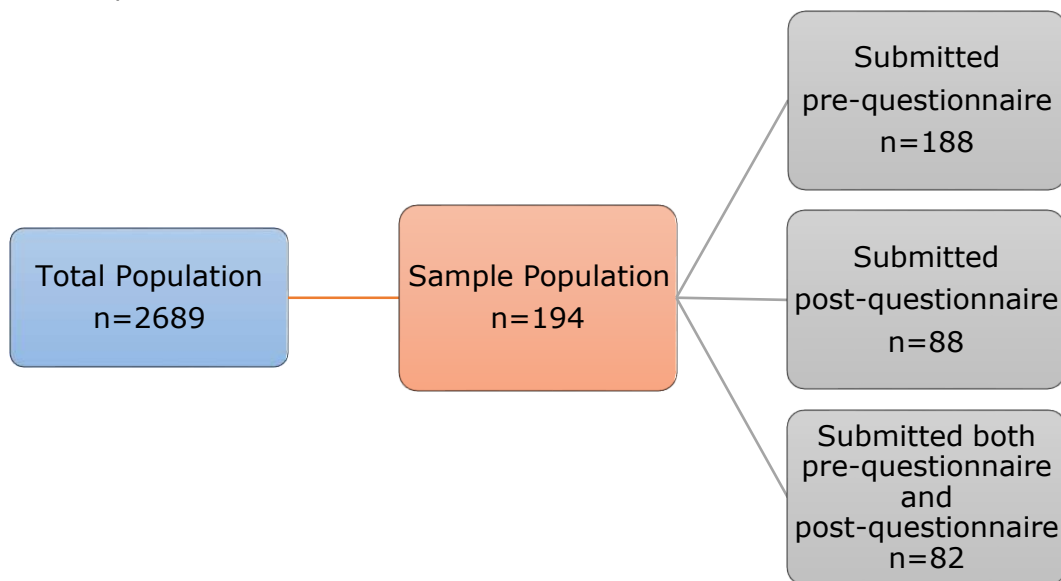 Total Population
n=2689
Sample Population
n=194
Submitted
pre-questionnaire
n=188
Submitted
post-questionnaire
n=88
Submitted both
pre-questionnaire
and
post-questionnaire
n=82